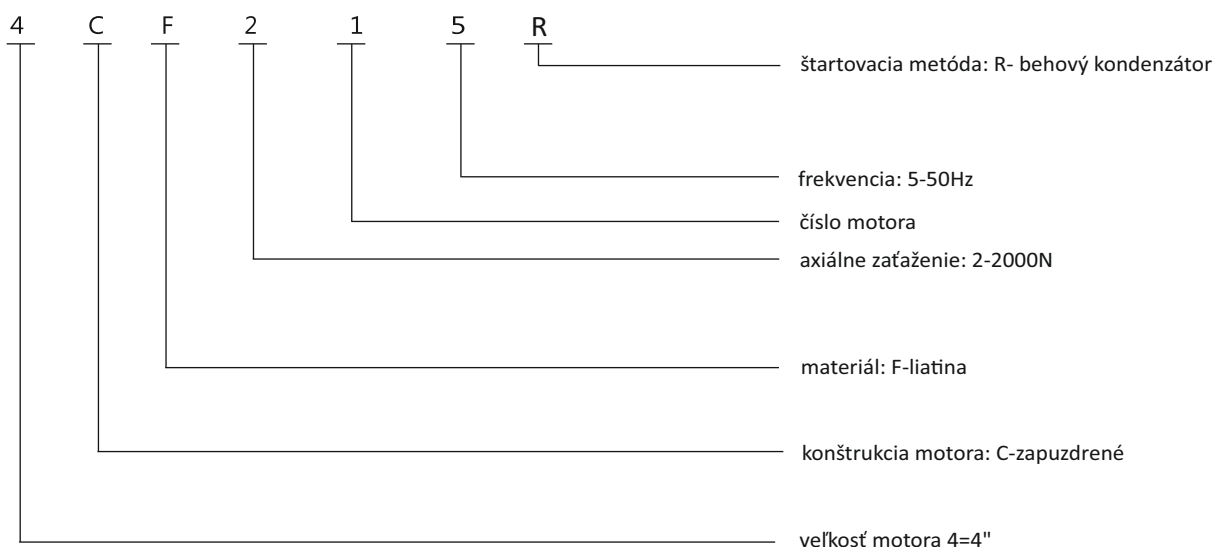 4 C F 2 1 5 R
štartovacia metóda: R- behový kondenzátor
frekvencia: 5-50Hz
číslo motora
axiálne zaťaženie: 2-2000N
materiál: F-liatina
konštrukcia motora: C-zapuzdrené
veľkosť motora 4=4"